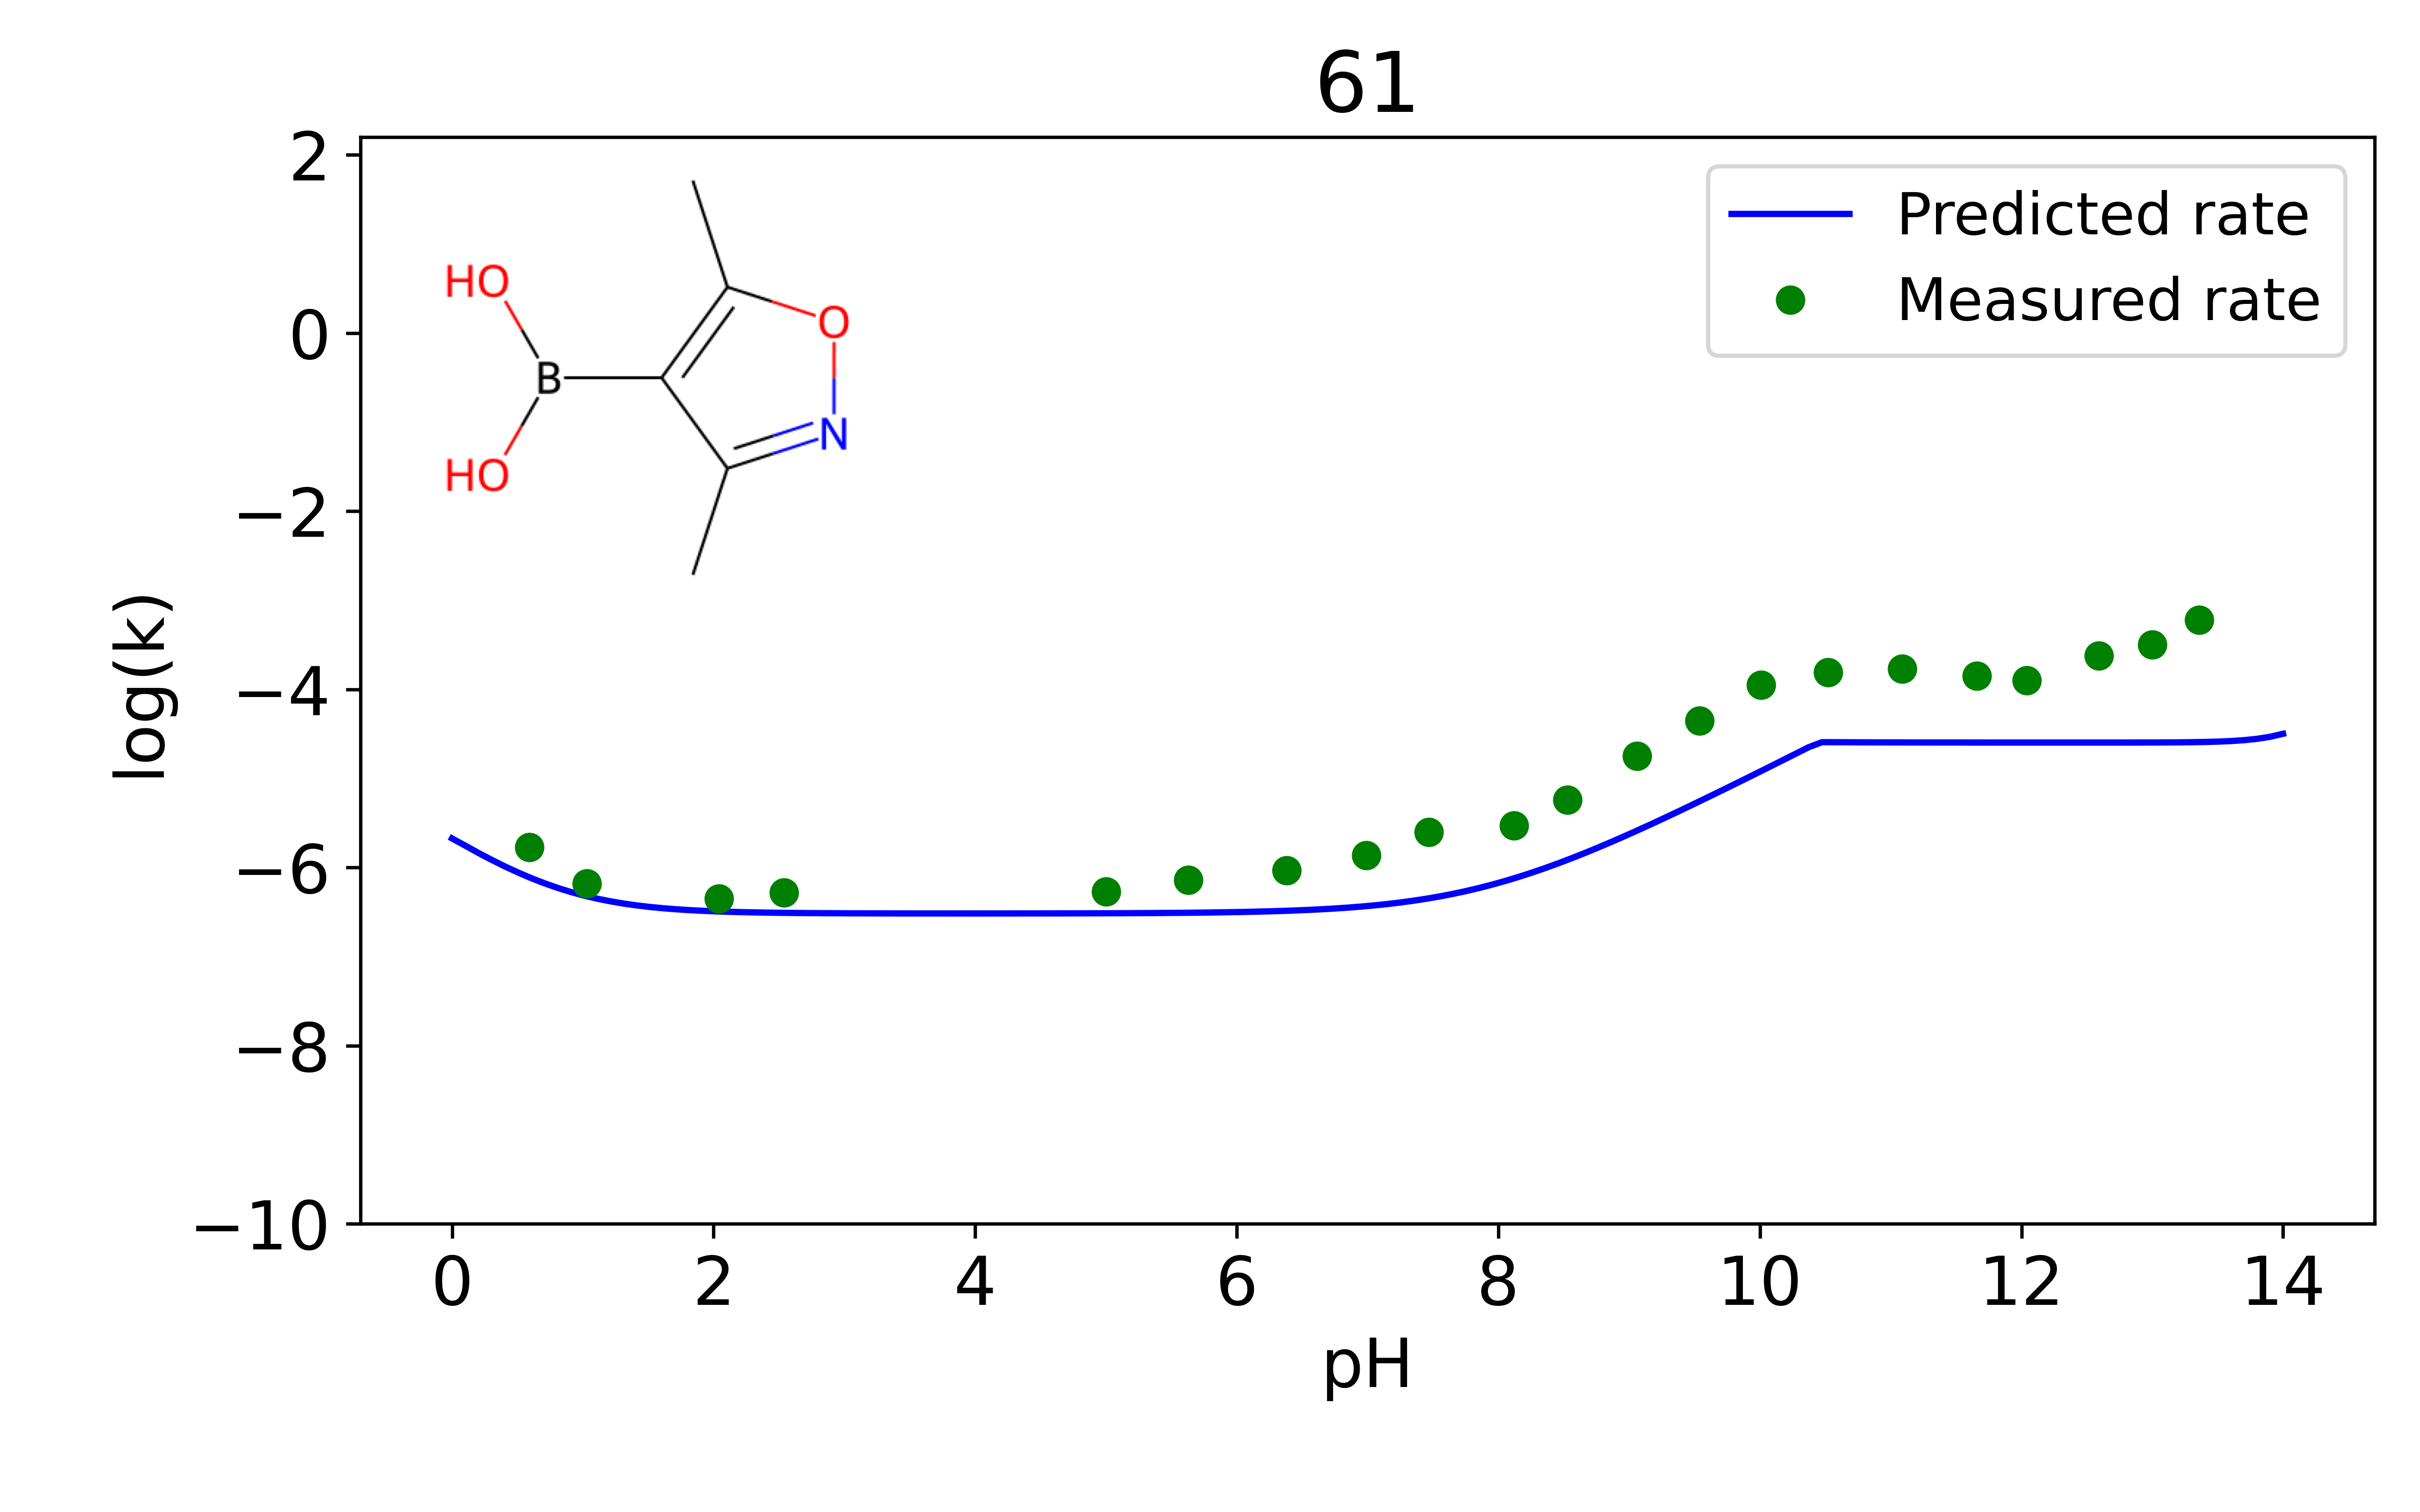 61
2
0
−2
−4
−6
−8
−10
log(k)
HO
B
HO
O
N
Predicted rate
Measured rate
0 2 4 6 8 10 12 14
pH